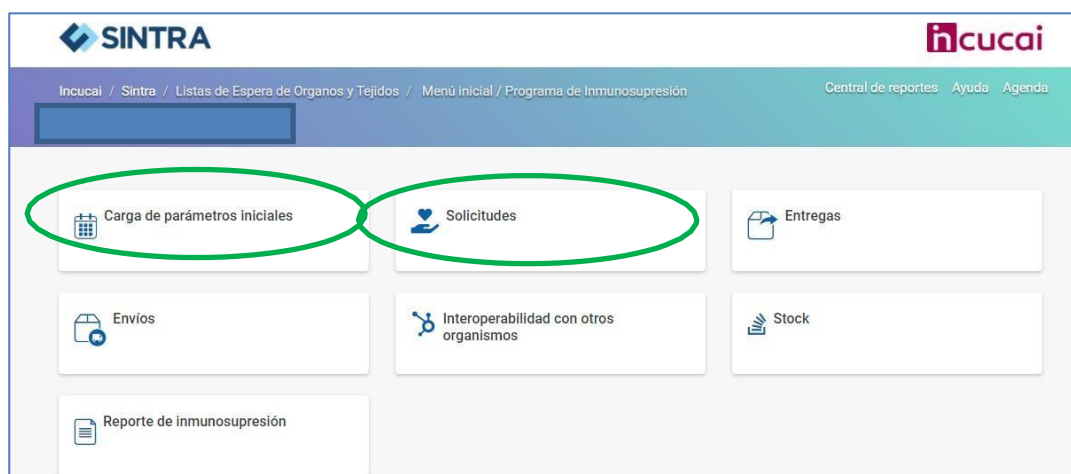 SINTRA
incucai
Incucai / Sintra / Listas de Espera de Organos y Tejidos / Menú inicial / Programa de Inmunosupresión
Central de reportes Ayuda Agenda
Carga de parámetros iniciales
Solicitudes
Entregas
Envíos
Interoperabilidad con otros
organismos
Stock
Reporte de inmunosupresión